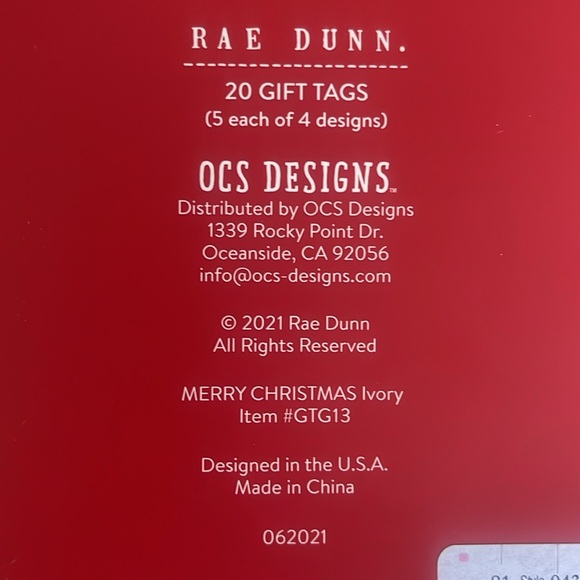 RAE DUNN.
20 GIFT TAGS
(5 each of 4 designs)
OCS DESIGNS™
Distributed by OCS Designs
1339 Rocky Point Dr.
Oceanside, CA 92056
info@ocs-designs.com
© 2021 Rae Dunn
All Rights Reserved
MERRY CHRISTMAS Ivory
Item #GTG13
Designed in the U.S.A.
Made in China
062021
Style